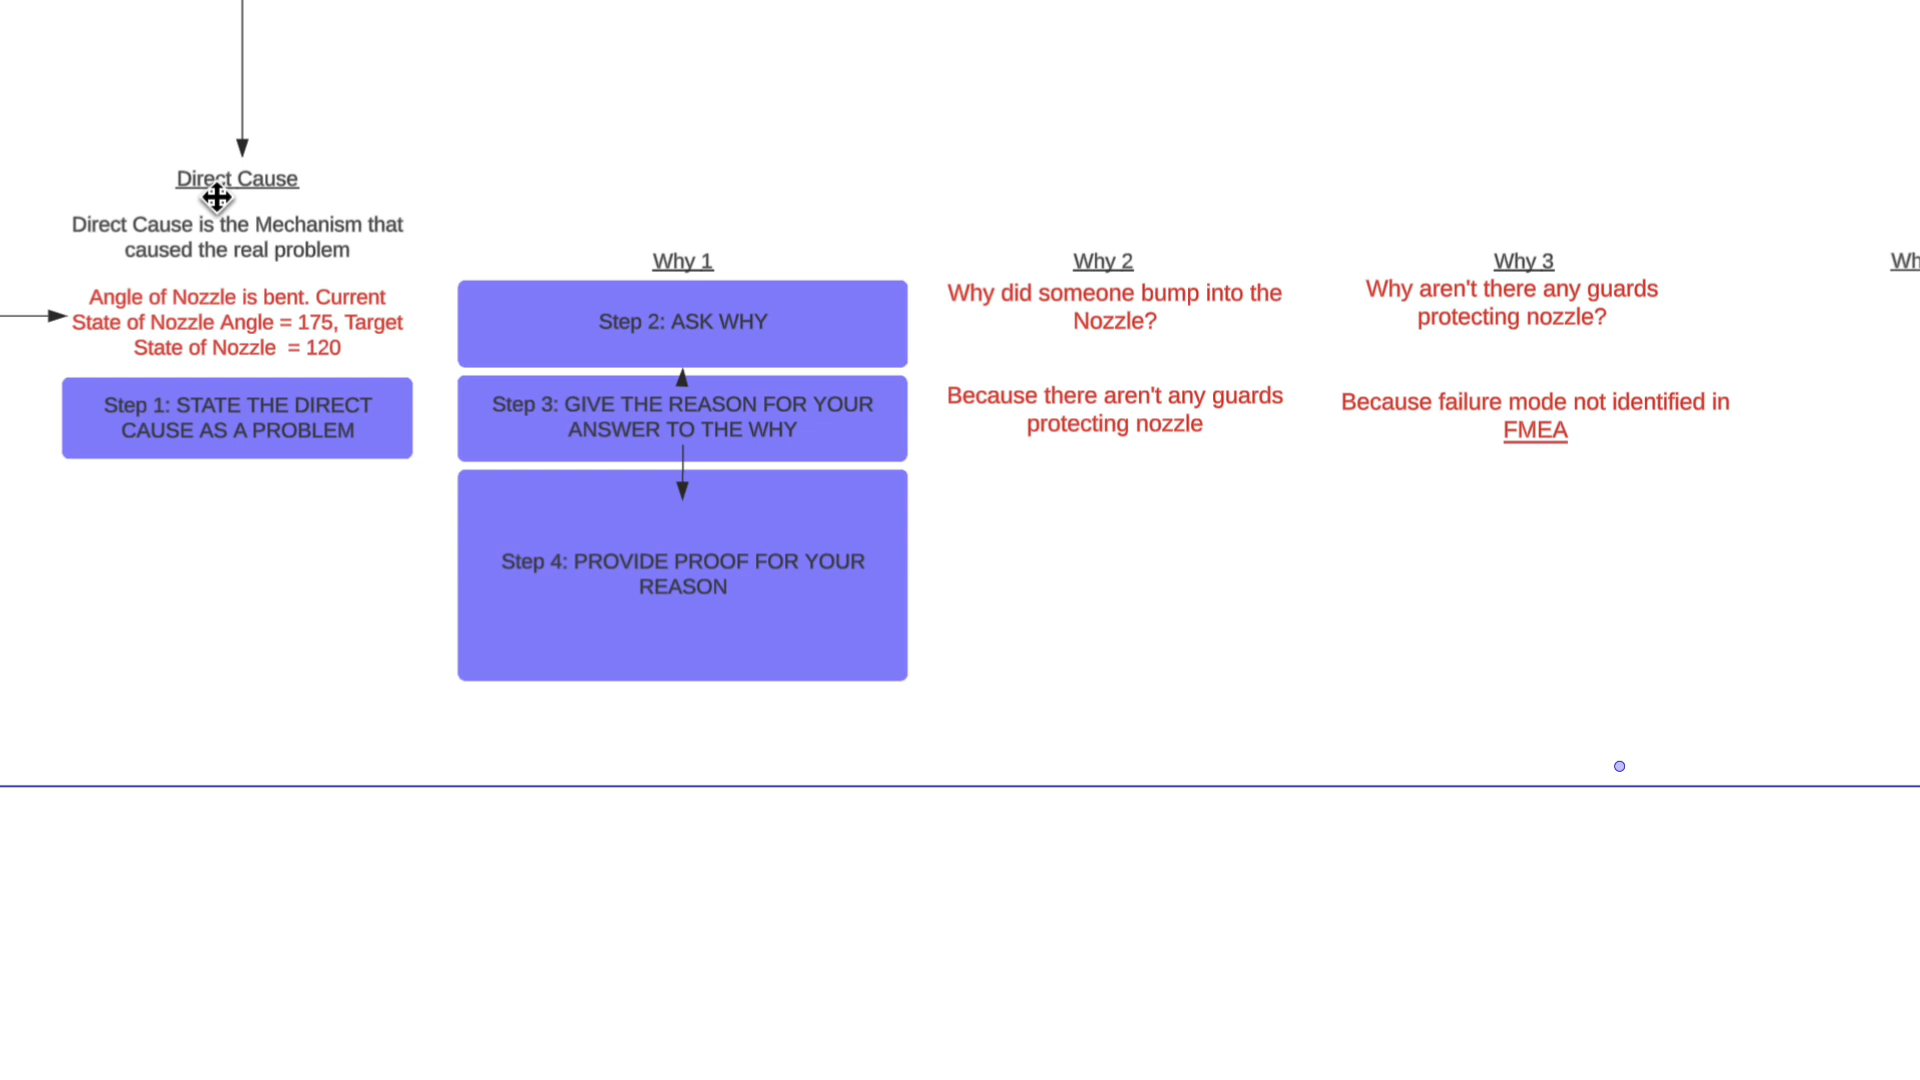 Direct Cause
Direct Cause is the Mechanism that
caused the real problem
Angle of Nozzle is bent. Current
State of Nozzle Angle = 175, Target
State of Nozzle = 120
Step 1: STATE THE DIRECT
CAUSE AS A PROBLEM
Why 1
Step 2: ASK WHY
Step 3: GIVE THE REASON FOR YOUR
ANSWER TO THE WHY
Step 4: PROVIDE PROOF FOR YOUR
REASON
Why 2
Why did someone bump into the
Nozzle?
Because there aren't any guards
protecting nozzle
Why 3
Why aren't there any guards
protecting nozzle?
Because failure mode not identified in
FMEA
Wh